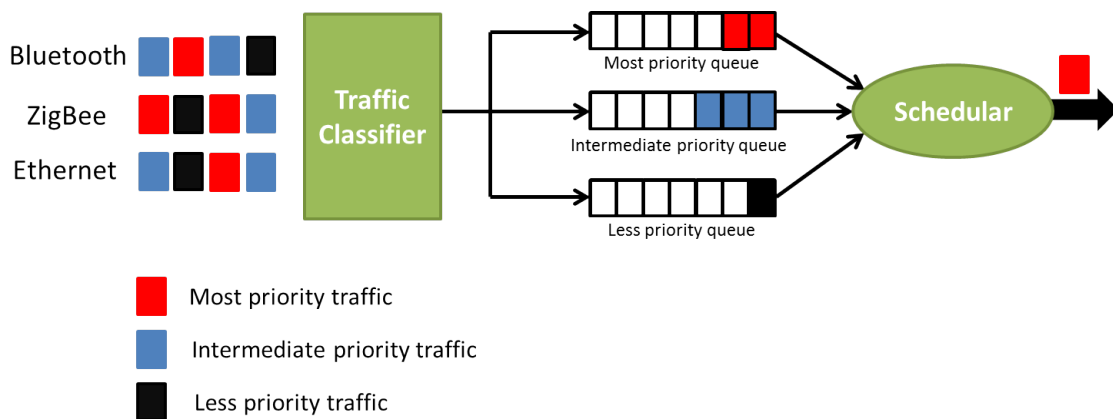 Bluetooth
ZigBee
Ethernet
Traffic
Classifier
Most priority queue
Intermediate priority queue
Less priority queue
Schedular
Most priority traffic
Intermediate priority traffic
Less priority traffic